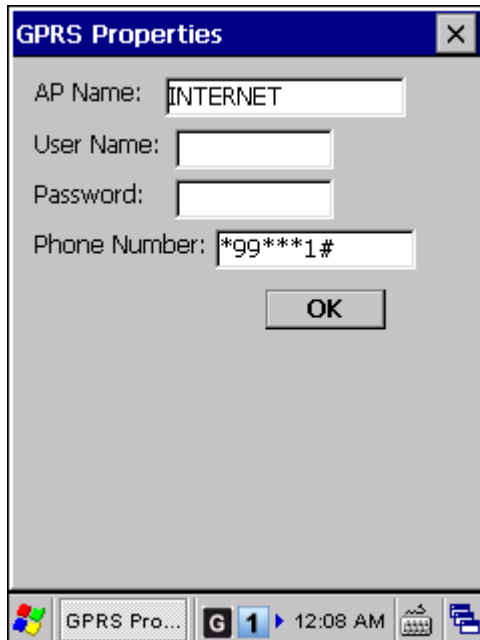 GPRS Properties
AP Name: INTERNET
User Name:
Password:
Phone Number: *99***1#
OK
GPRS Pro... G 1 12:08 AM